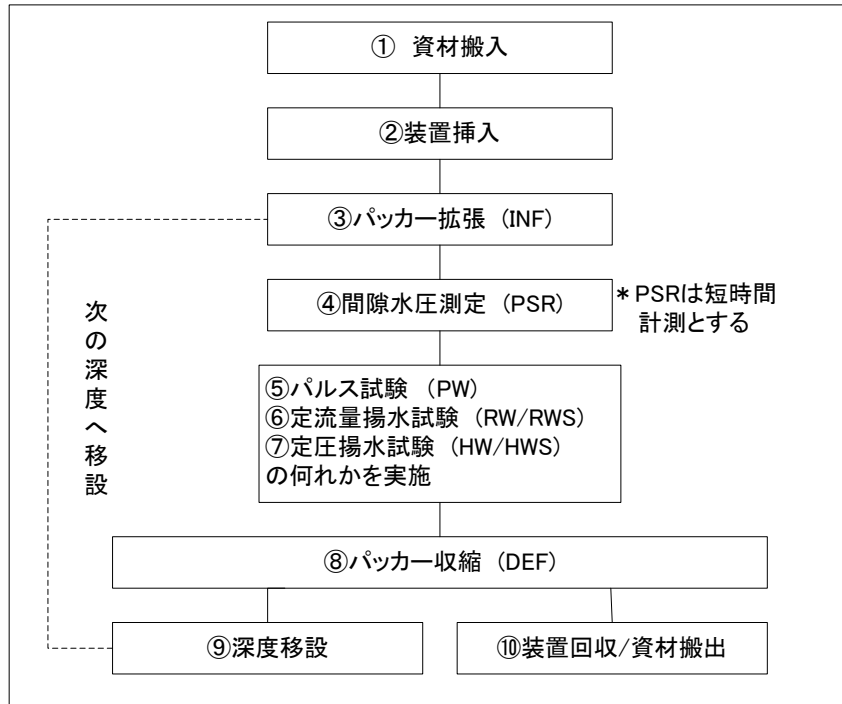 ① 資材搬入
②装置挿入
③パッカー拡張 (INF)
④間隙水圧測定 (PSR)
*PSRは短時間
計測とする
次の深度へ移設
⑤パルス試験 (PW)
⑥定流量揚水試験 (RW/RWS)
⑦定圧揚水試験 (HW/HWS)
の何れかを実施
⑧パッカー収縮 (DEF)
⑨深度移設
⑩装置回収/資材搬出